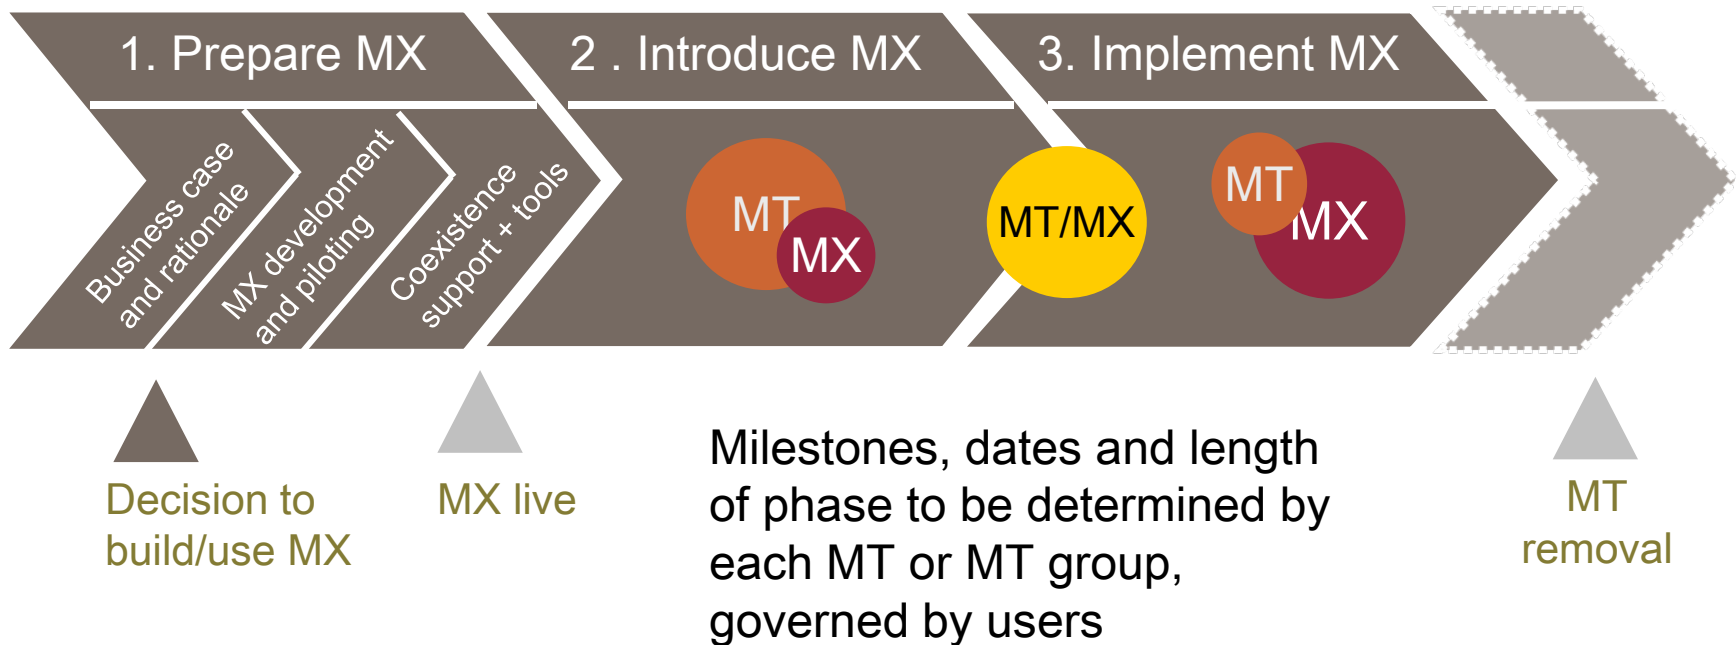 1. Prepare MX
2 . Introduce MX
3. Implement MX
Business case
and rationale
MX development
and piloting
Coexistence
support + tools
MT
MX
MT/MX
MT
MX
Decision to
build/use MX
MX live
Milestones, dates and length
of phase to be determined by
each MT or MT group,
governed by users
MT
removal